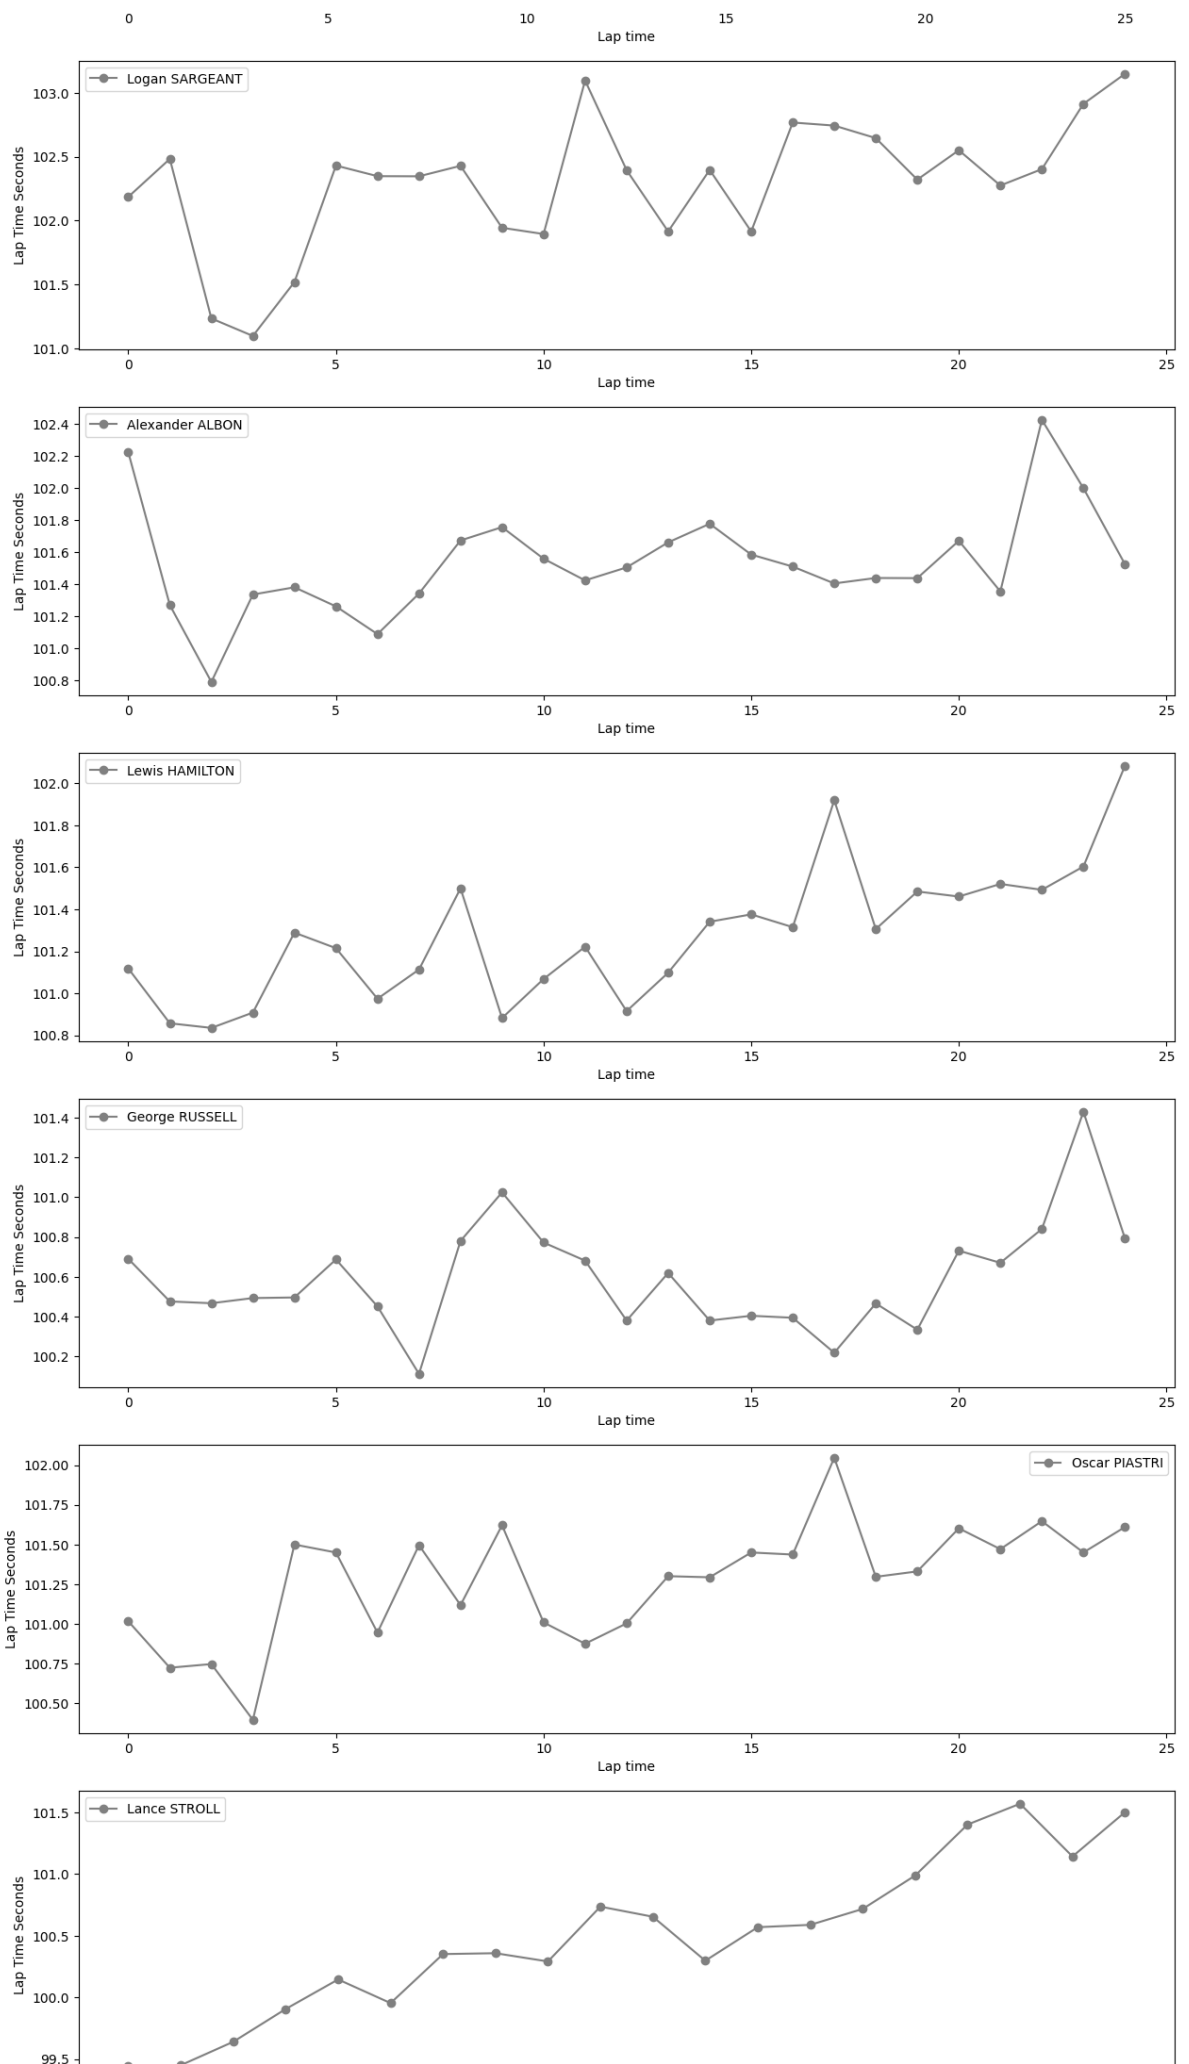 0 5 10 15 20 25
Lap time
Logan SARGEANT
103.0
102.5
102.0
101.5
101.0
Lap Time Seconds
0 5 10 15 20 25
Lap time
Alexander ALBON
102.4
102.2
102.0
101.8
101.6
101.4
101.2
101.0
100.8
Lap Time Seconds
0 5 10 15 20 25
Lap time
Lewis HAMILTON
102.0
101.8
101.6
101.4
101.2
101.0
100.8
Lap Time Seconds
0 5 10 15 20 25
Lap time
George RUSSELL
101.4
101.2
101.0
100.8
100.6
100.4
100.2
Lap Time Seconds
0 5 10 15 20 25
Lap time
Oscar PIASTRI
102.00
101.75
101.50
101.25
101.00
100.75
100.50
Lap Time Seconds
0 5 10 15 20 25
Lap time
Lance STROLL
101.5
101.0
100.5
100.0
99.5
Lap Time Seconds